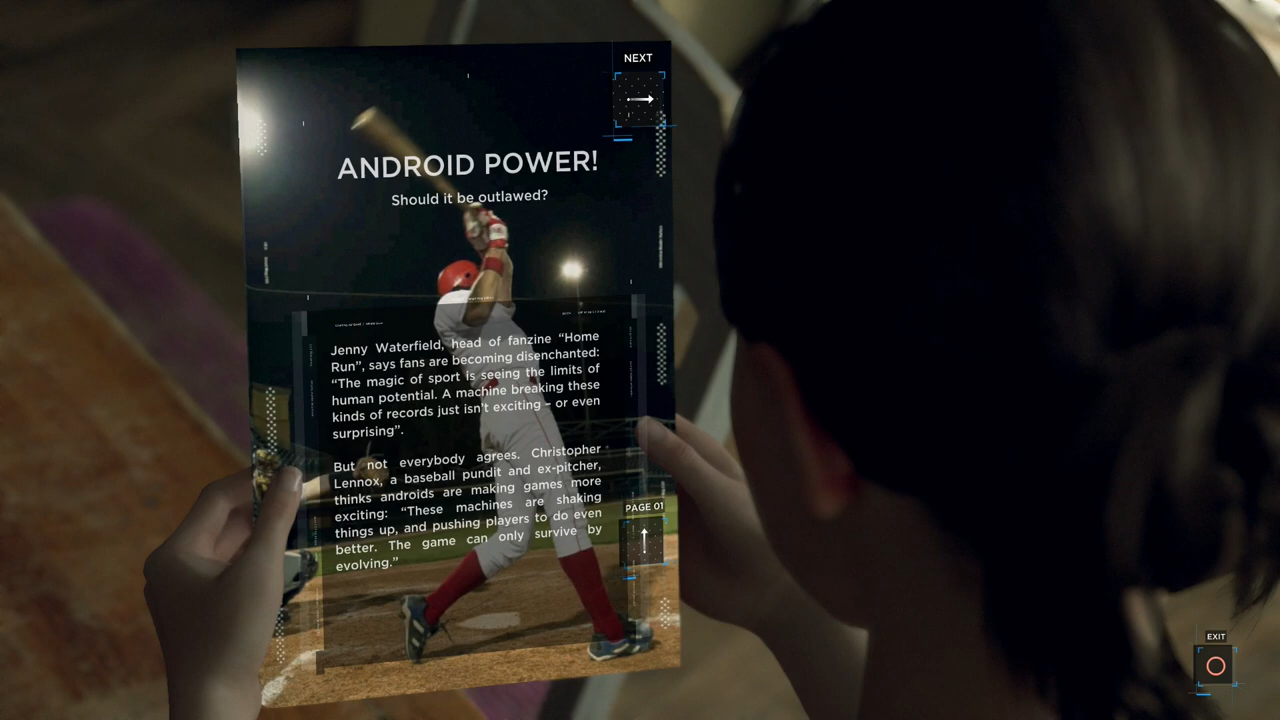 NEXT
ANDROID POWER!
Should it be outlawed?
Jenny Waterfield, head of fanzine “Home
Run”, says fans are becoming disenchanted:
“The magic of sport is seeing the limits of
human potential. A machine breaking these
kinds of records just isn’t exciting – or even
surprising”.
But not everybody agrees. Christopher
Lennox, a baseball pundit and ex-pitcher,
thinks androids are making games more
exciting: “These machines are shaking
things up, and pushing players to do even
better. The game can only survive by
evolving.”
PAGE 01
EXIT